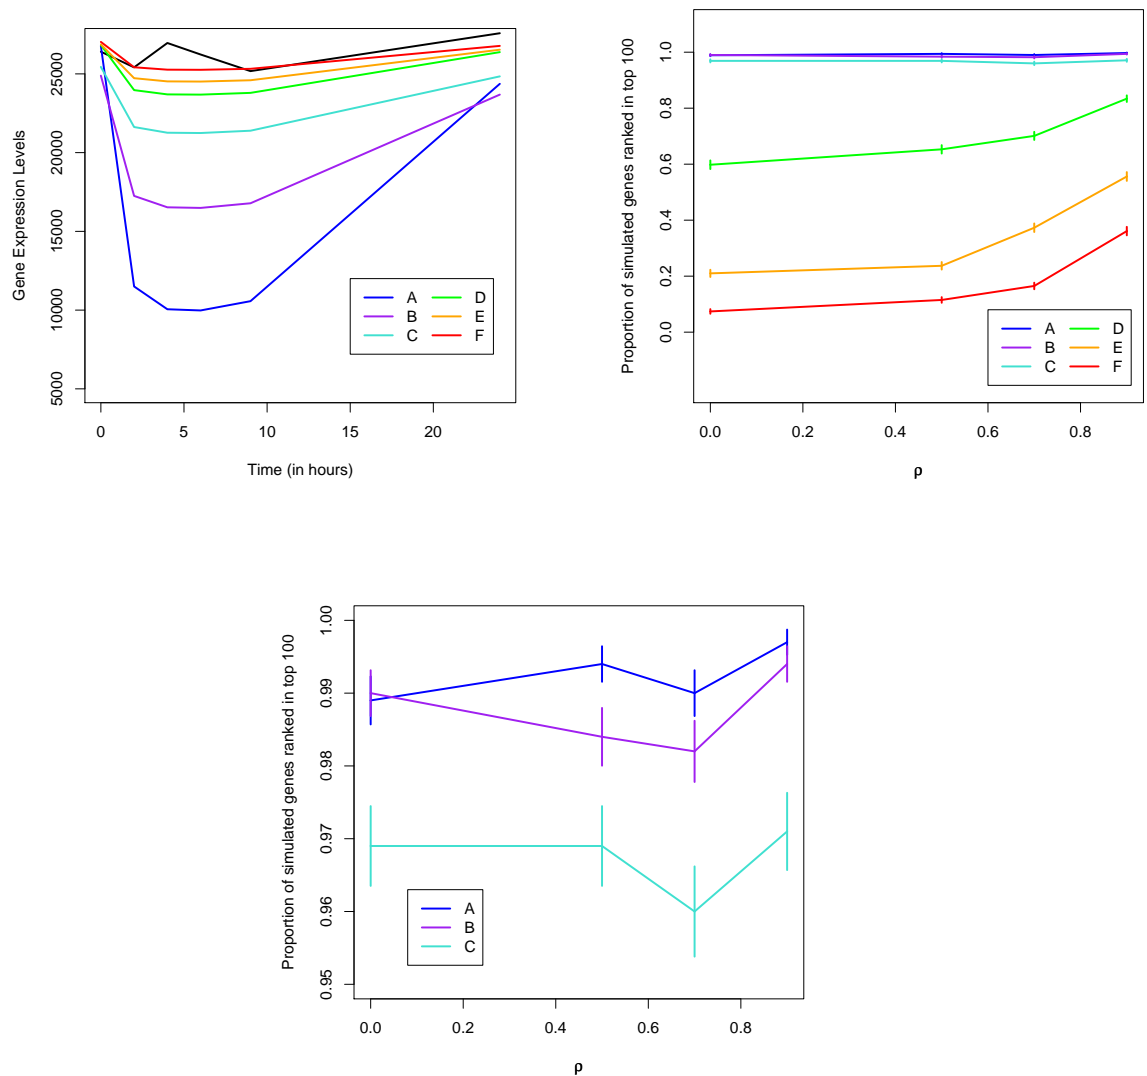 Gene Expression Levels
25000
20000
15000
10000
5000
0 5 10 15 20
Time (in hours)
A D
B E
C F
Proportion of simulated genes ranked in top 100
1.0
0.8
0.6
0.4
0.2
0.0
0.0 0.2 0.4 0.6 0.8
ρ
A D
B E
C F
Proportion of simulated genes ranked in top 100
1.00
0.99
0.98
0.97
0.96
0.95
0.0 0.2 0.4 0.6 0.8
ρ
A
B
C